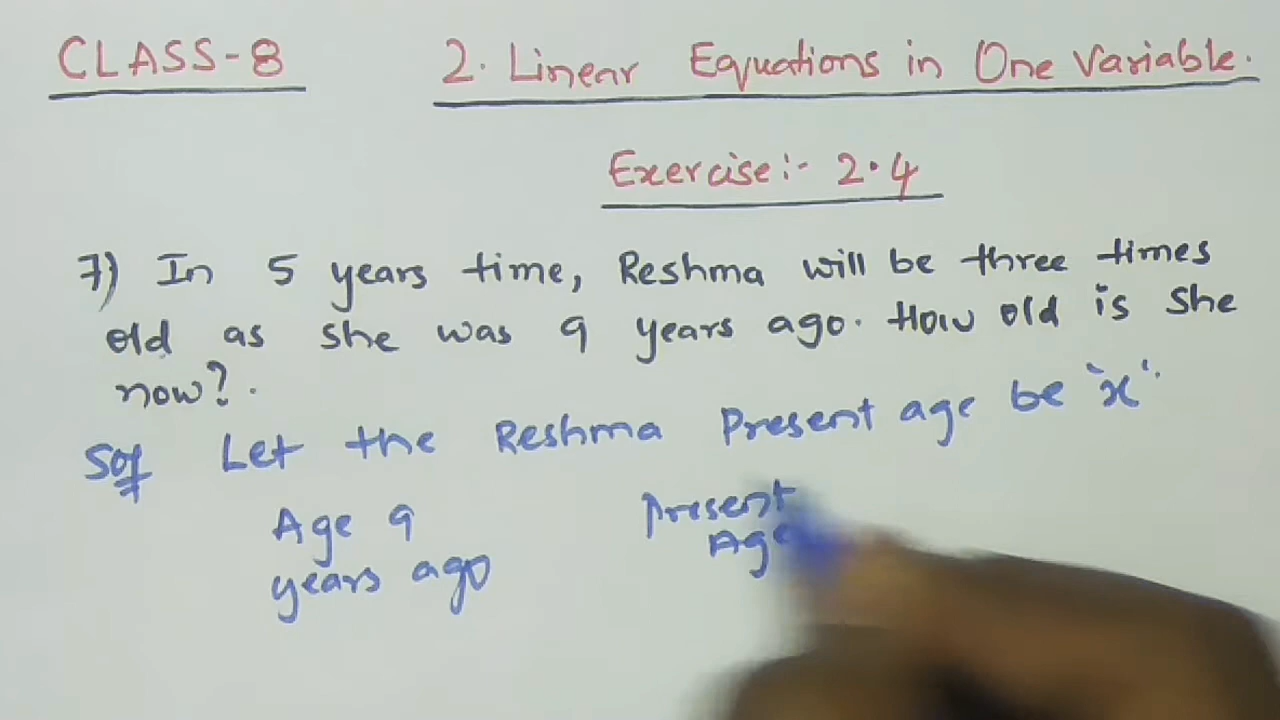 CLASS-8 2. Linear Equations in One Variable.
Exercise:- 2.4
7) In 5 years time, Reshma will be three times
old as she was 9 years ago. How old is she
now?.
Sol Let the Reshma Present age be "x".
Age 9 Present
years ago Age